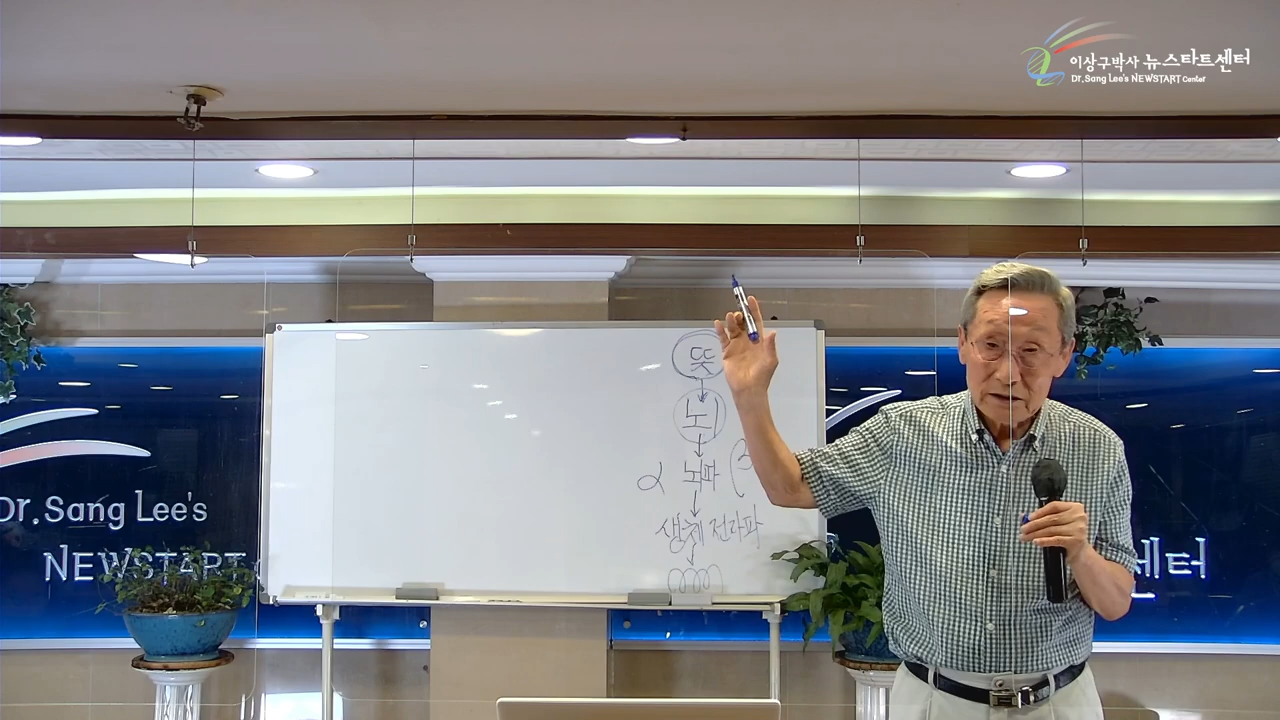 이상구박사 뉴스타트센터
Dr. Sang Lee's NEWSTART Center
뜻
뇌
α 뇌파
생체 전자파
Dr. Sang Lee's
NEWSTART
센터